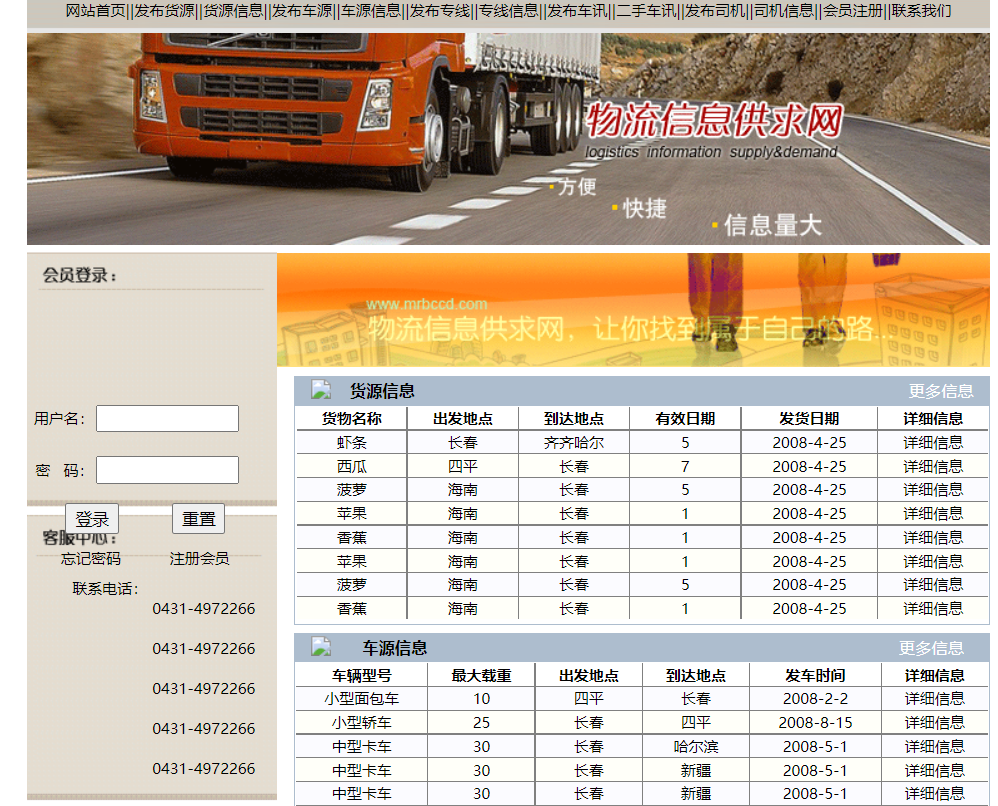 网站首页||发布货源||货源信息||发布车源||车源信息||发布专线||专线信息||发布车讯||二手车讯||发布司机||司机信息||会员注册||联系我们
物流信息供求网
logistics information supply&demand
方便
快捷
信息量大
会员登录：
用户名：
密 码：
登录 重置
客服中心：
忘记密码 注册会员
联系电话：
0431-4972266
0431-4972266
0431-4972266
0431-4972266
0431-4972266
www.mrbccd.com
物流信息供求网，让你找到属于自己的路...
货源信息 更多信息
货物名称 出发地点 到达地点 有效日期 发货日期 详细信息
虾条 长春 齐齐哈尔 5 2008-4-25 详细信息
西瓜 四平 长春 7 2008-4-25 详细信息
菠萝 海南 长春 5 2008-4-25 详细信息
苹果 海南 长春 1 2008-4-25 详细信息
香蕉 海南 长春 1 2008-4-25 详细信息
苹果 海南 长春 1 2008-4-25 详细信息
菠萝 海南 长春 5 2008-4-25 详细信息
香蕉 海南 长春 1 2008-4-25 详细信息
车源信息 更多信息
车辆型号 最大载重 出发地点 到达地点 发车时间 详细信息
小型面包车 10 四平 长春 2008-2-2 详细信息
小型轿车 25 长春 四平 2008-8-15 详细信息
中型卡车 30 长春 哈尔滨 2008-5-1 详细信息
中型卡车 30 长春 新疆 2008-5-1 详细信息
中型卡车 30 长春 新疆 2008-5-1 详细信息